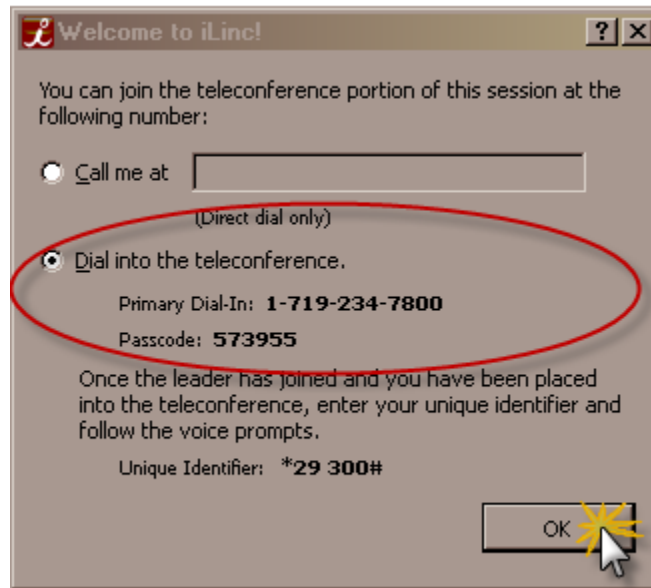 Welcome to iLinc!
You can join the teleconference portion of this session at the
following number:
Call me at
(Direct dial only)
Dial into the teleconference.
Primary Dial-In: 1-719-234-7800
Passcode: 573955
Once the leader has joined and you have been placed
into the teleconference, enter your unique identifier and
follow the voice prompts.
Unique Identifier: *29 300#
OK